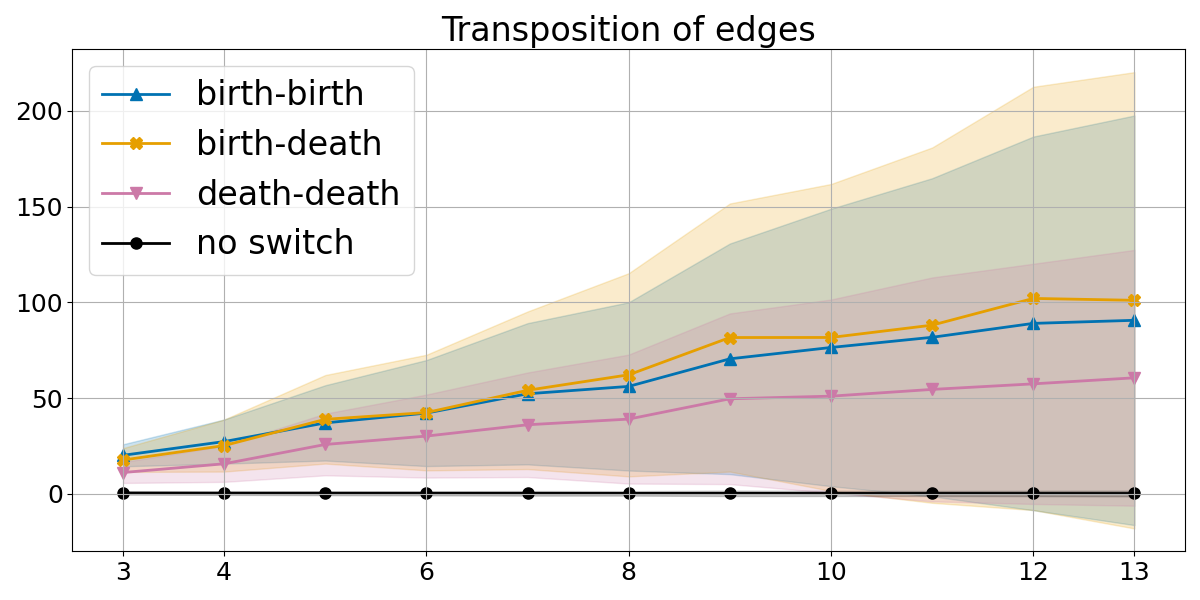 Transposition of edges
birth-birth
birth-death
death-death
no switch
200
150
100
50
0
3 4 6 8 10 12 13